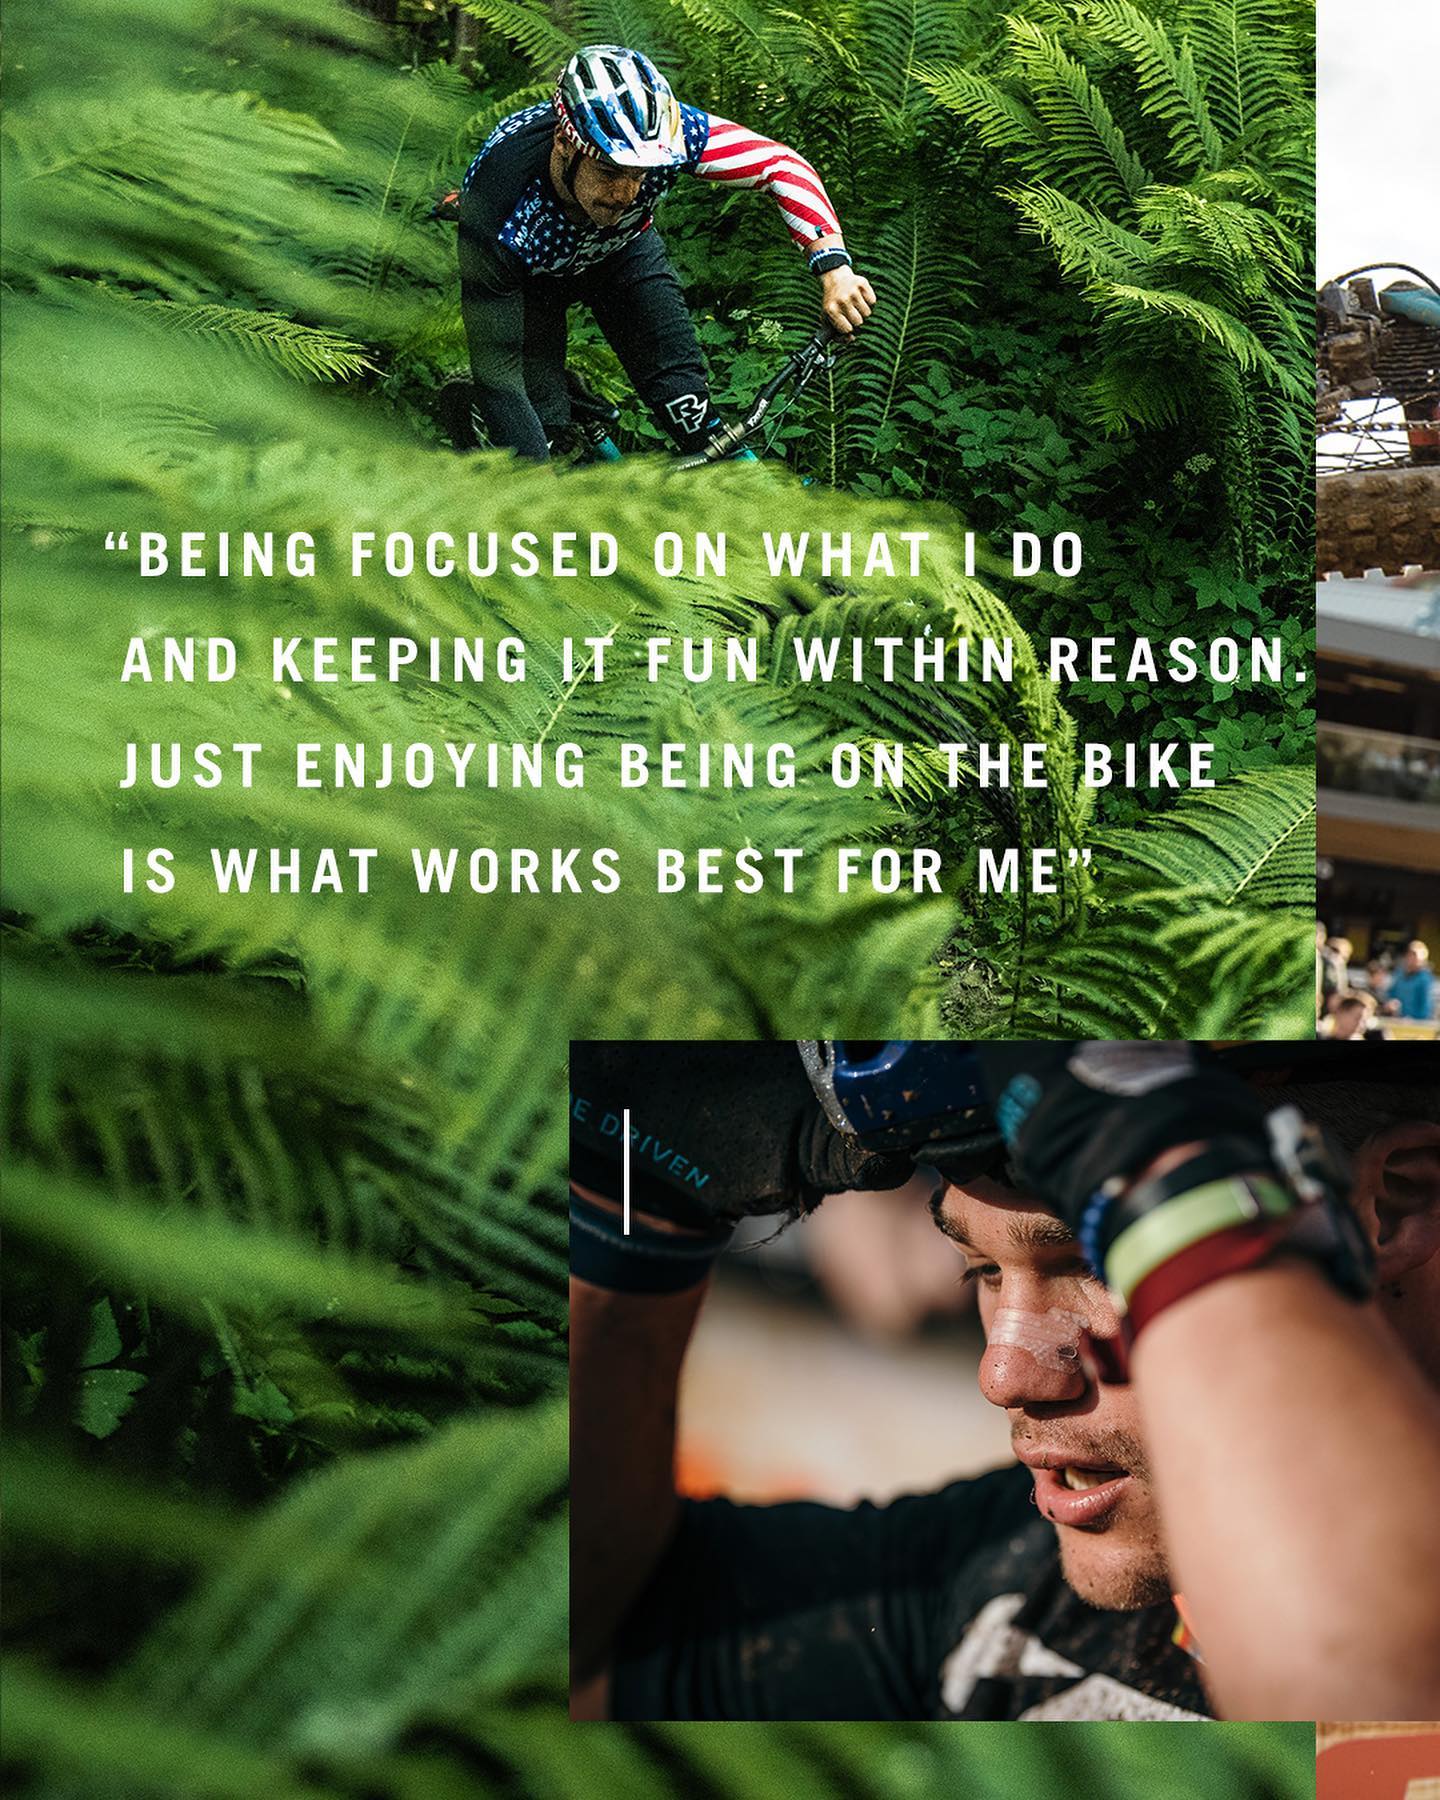 MAXXIS
“BEING FOCUSED ON WHAT I DO
AND KEEPING IT FUN WITHIN REASON.
JUST ENJOYING BEING ON THE BIKE
IS WHAT WORKS BEST FOR ME”
E DRIVEN